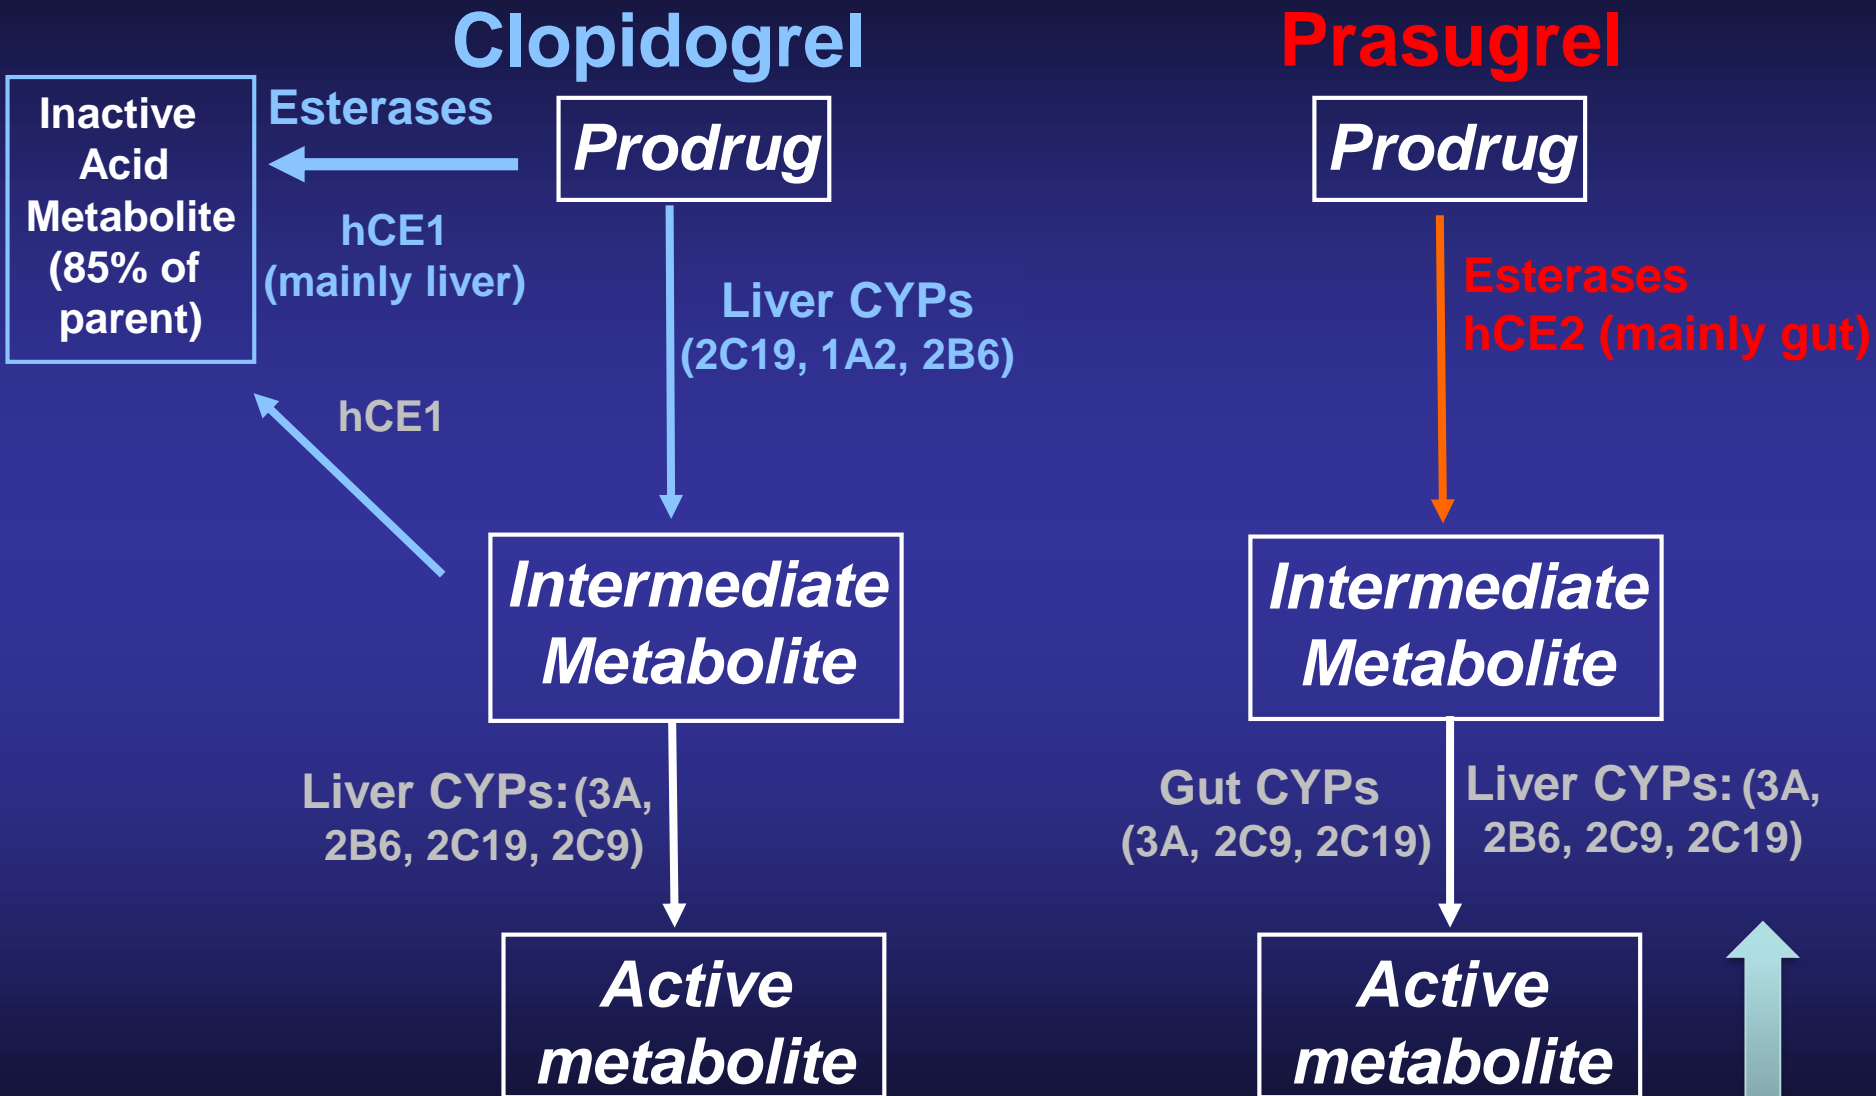 Clopidogrel
Inactive
Acid
Metabolite
(85% of
parent)
Esterases
hCE1
(mainly liver)
Prodrug
Liver CYPs
(2C19, 1A2, 2B6)
hCE1
Intermediate
Metabolite
Liver CYPs: (3A,
2B6, 2C19, 2C9)
Active
metabolite
Prasugrel
Prodrug
Esterases
hCE2 (mainly gut)
Intermediate
Metabolite
Gut CYPs
(3A, 2C9, 2C19)
Liver CYPs: (3A,
2B6, 2C9, 2C19)
Active
metabolite